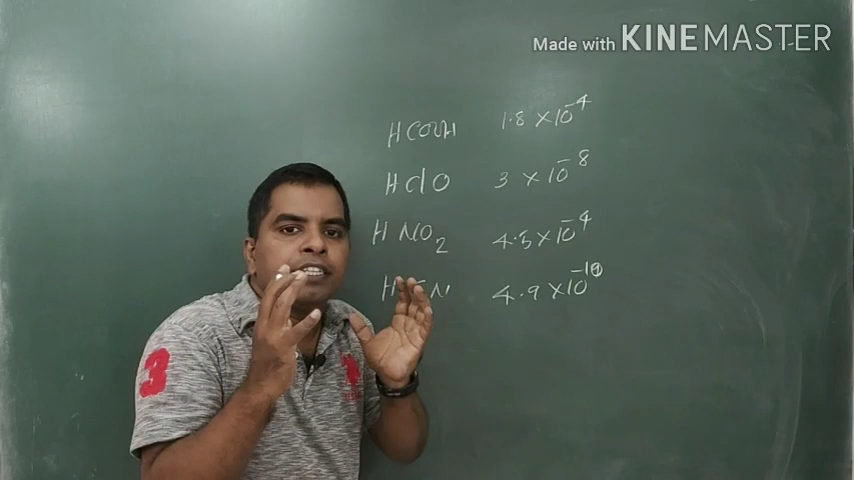 Made with KINEMASTER
HCOOH 1.8 × 10⁻⁴
HClO 3 × 10⁻⁸
HNO₂ 4.5 × 10⁻⁴
4.9 × 10⁻¹⁰
3